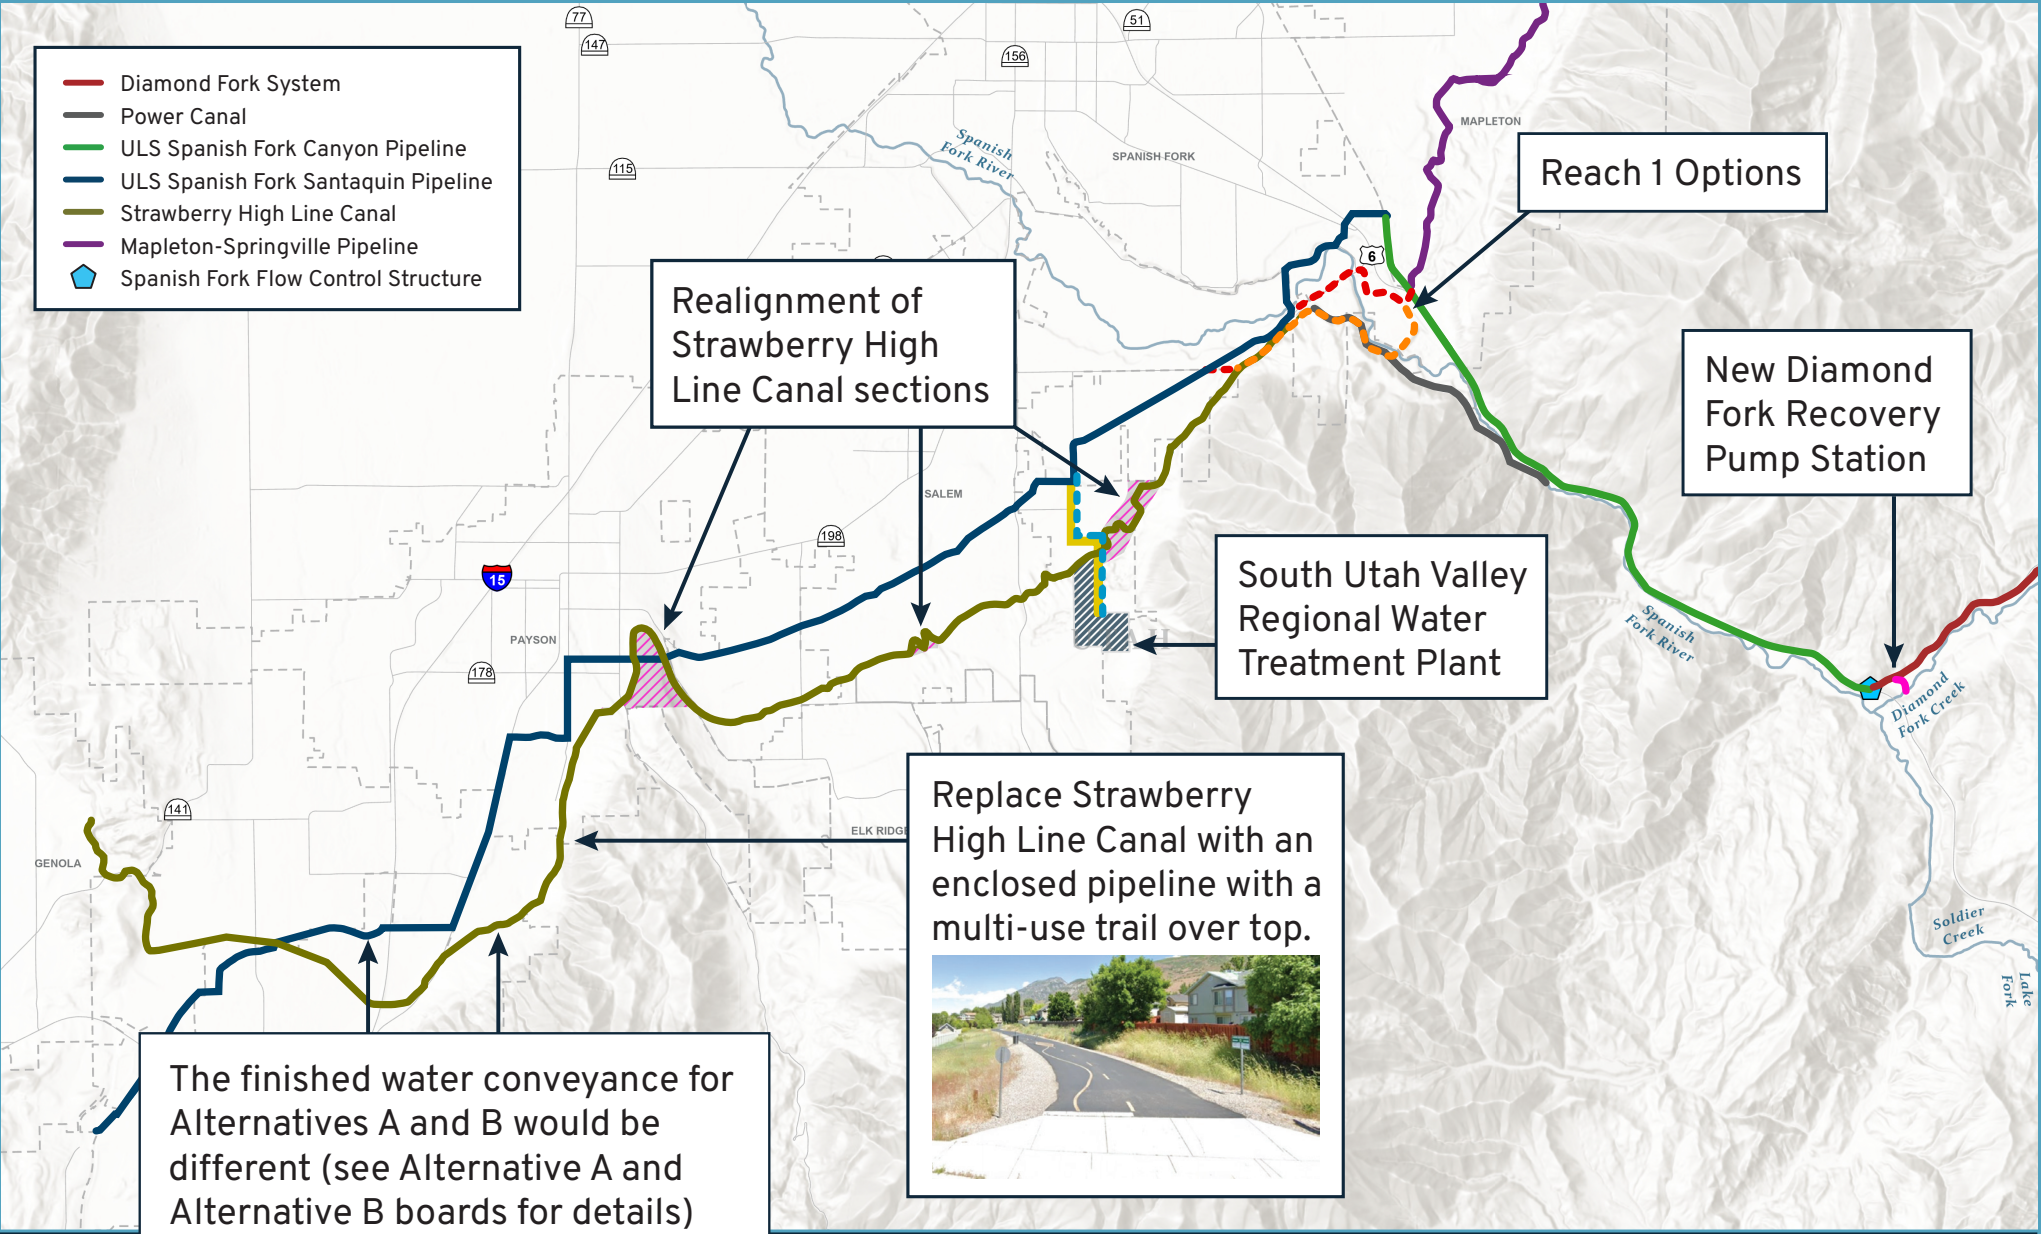 77
147
51
156
Diamond Fork System
Power Canal
ULS Spanish Fork Canyon Pipeline
ULS Spanish Fork Santaquin Pipeline
Strawberry High Line Canal
Mapleton-Springville Pipeline
Spanish Fork Flow Control Structure
115
Spanish
Fork River
SPANISH FORK
MAPLETON
Reach 1 Options
6
Realignment of
Strawberry High
Line Canal sections
New Diamond
Fork Recovery
Pump Station
SALEM
198
15
South Utah Valley
Regional Water
Treatment Plant
PAYSON
178
Spanish
Fork River
Diamond
Fork Creek
141
GENOLA
ELK RIDGE
Replace Strawberry
High Line Canal with an
enclosed pipeline with a
multi-use trail over top.
Soldier
Creek
Lake
Fork
The finished water conveyance for
Alternatives A and B would be
different (see Alternative A and
Alternative B boards for details)